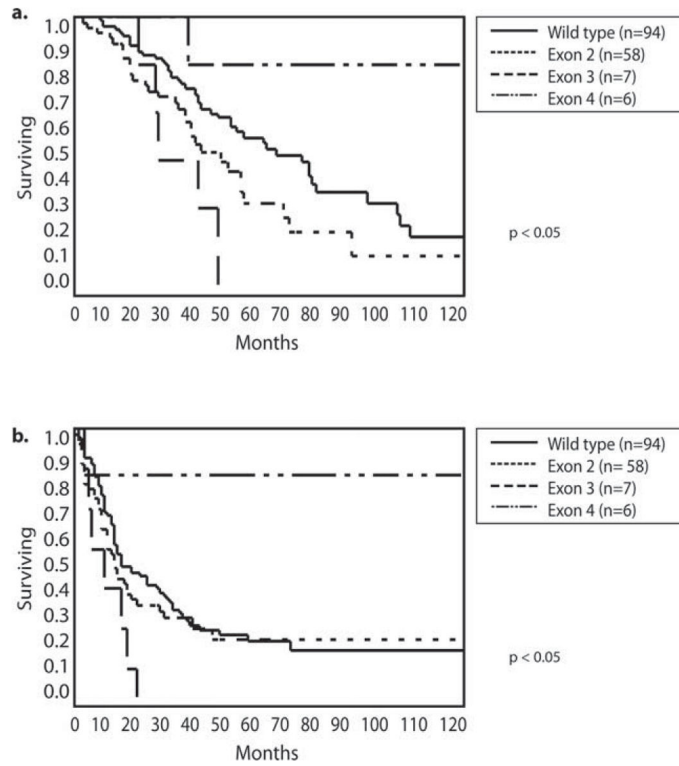 a.
1.0
0.9
0.8
0.7
0.6
0.5
0.4
0.3
0.2
0.1
0.0
Surviving
0 10 20 30 40 50 60 70 80 90 100 110 120
Months
Wild type (n=94)
Exon 2 (n=58)
Exon 3 (n=7)
Exon 4 (n=6)
p < 0.05
b.
1.0
0.9
0.8
0.7
0.6
0.5
0.4
0.3
0.2
0.1
0.0
Surviving
0 10 20 30 40 50 60 70 80 90 100 110 120
Months
Wild type (n=94)
Exon 2 (n= 58)
Exon 3 (n=7)
Exon 4 (n=6)
p < 0.05